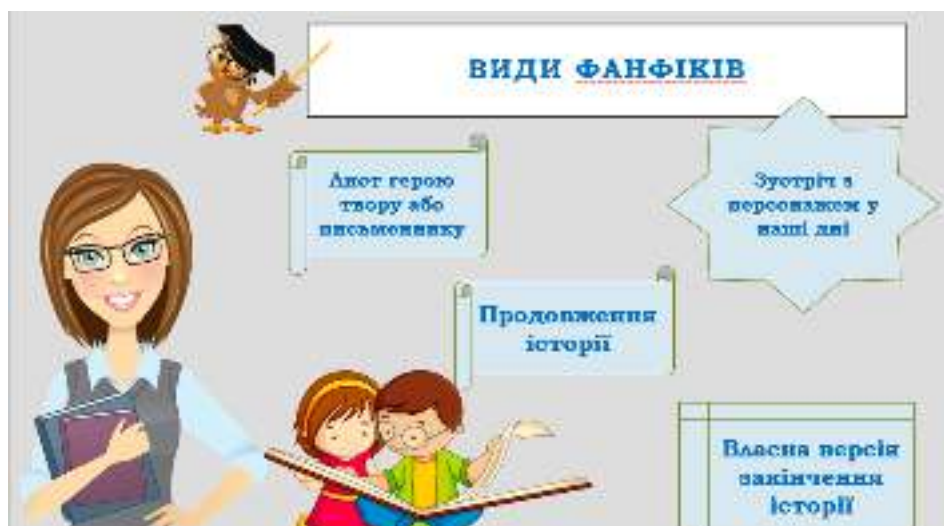 ВИДИ ФАНФІКІВ
Лист герою
твору або
письменнику
Зустріч з
персонажем у
наші дні
Продовження
історії
Власна версія
закінчення
історії